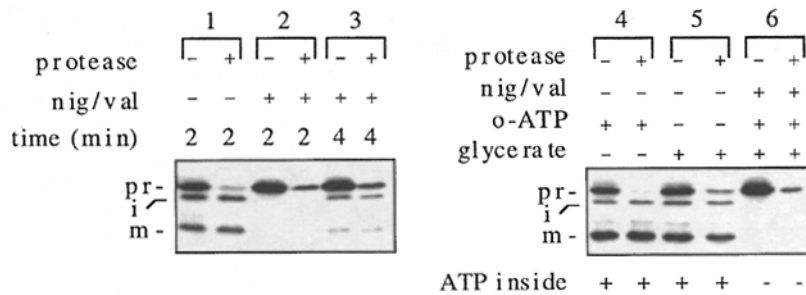 1 2 3
protease - + - + - +
nig/val - - + + + +
time (min) 2 2 2 2 4 4
pr-
i
m-
4 5 6
protease - + - + - +
nig/val - - - - + +
o-ATP + + - - + +
glycerate - - + + + +
pr-
i
m-
ATP inside + + + + - -